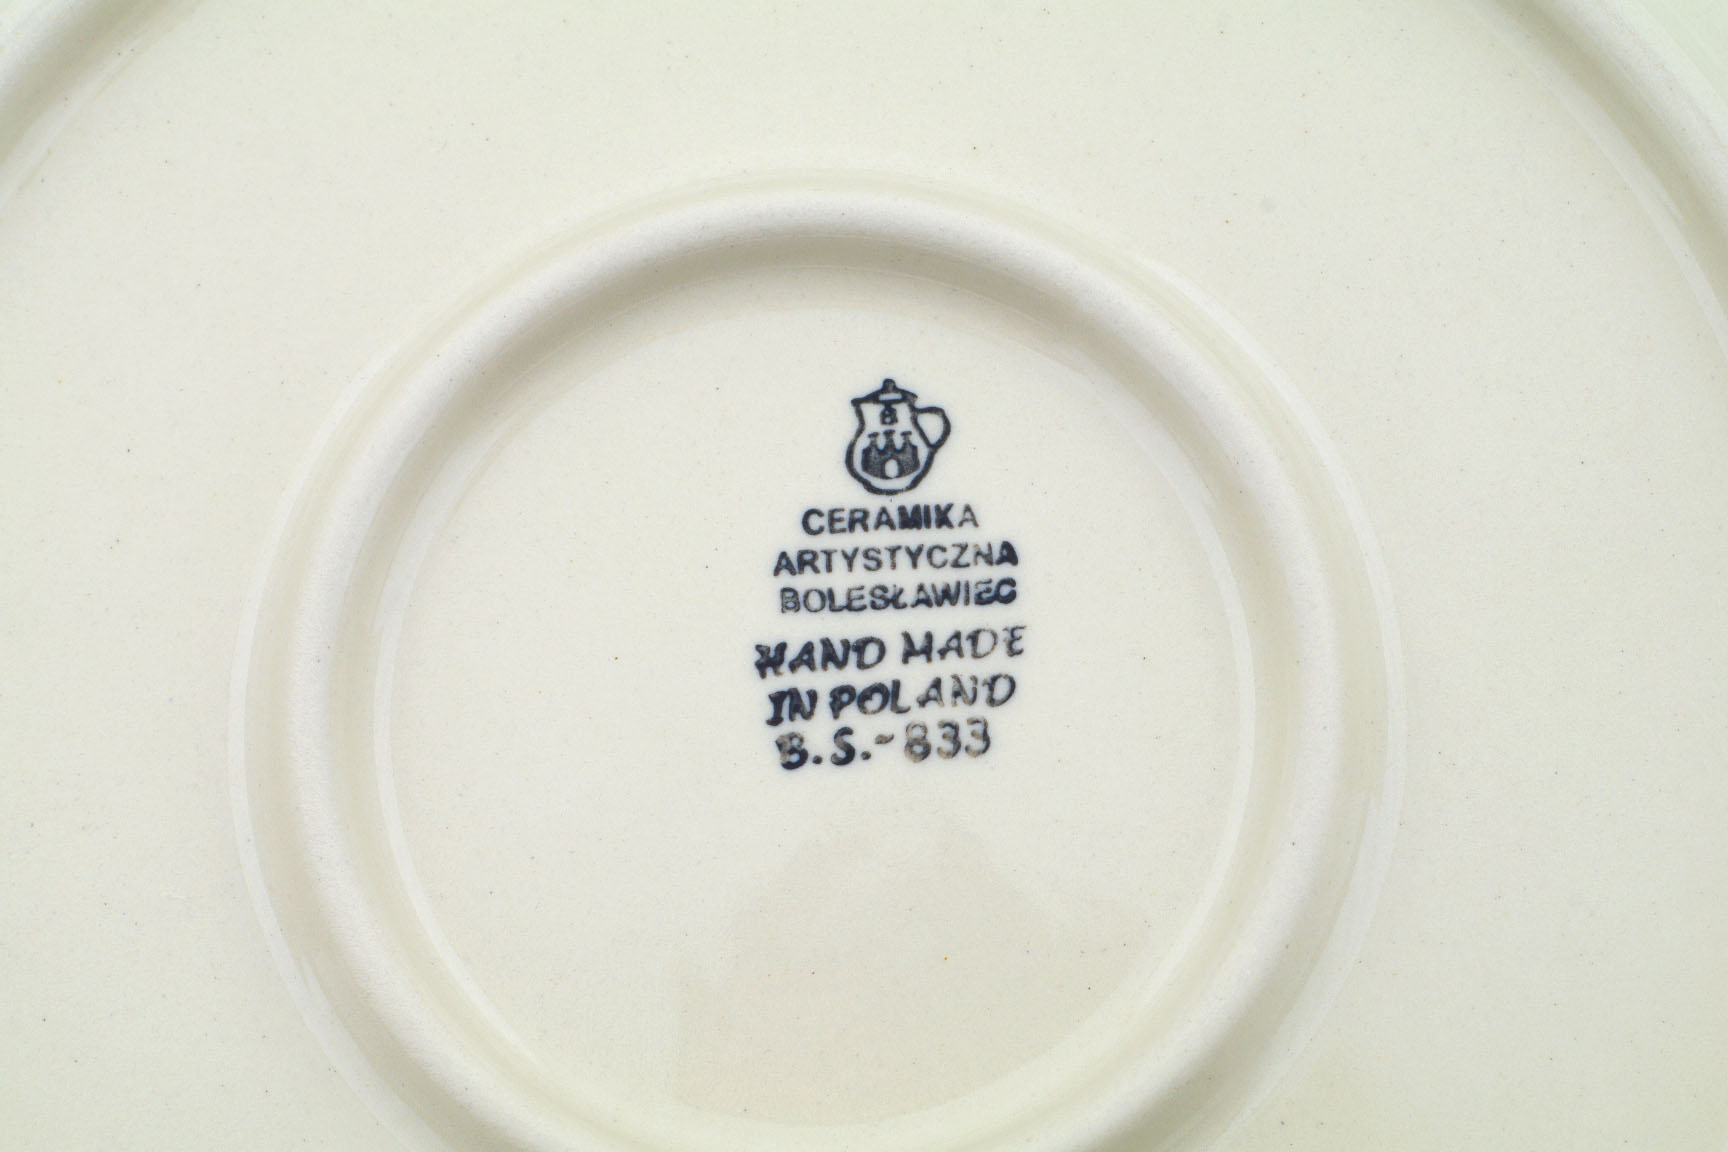 B
CERAMIKA
ARTYSTYCZNA
BOLESŁAWIEC
HAND MADE
IN POLAND
B.S.-833